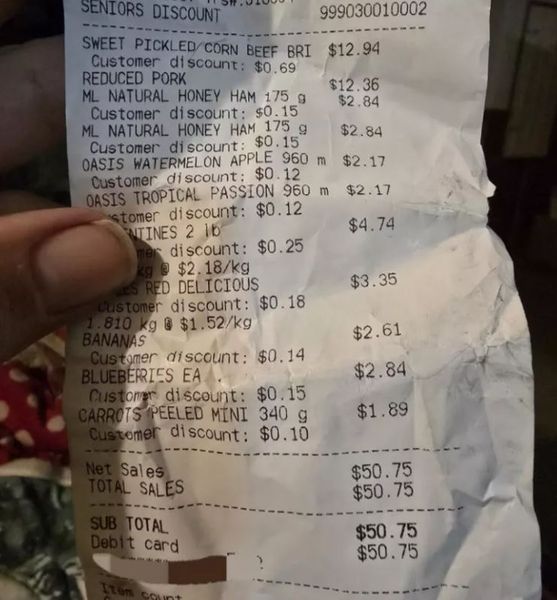 SENIORS DISCOUNT 999030010002
SWEET PICKLED/CORN BEEF BRI $12.94
Customer discount: $0.69
REDUCED PORK $12.36
ML NATURAL HONEY HAM 175 g $2.84
Customer discount: $0.15
ML NATURAL HONEY HAM 175 g $2.84
Customer discount: $0.15
OASIS WATERMELON APPLE 960 m $2.17
Customer discount: $0.12
OASIS TROPICAL PASSION 960 m $2.17
stomer discount: $0.12
NTINES 2 lb $4.74
mer discount: $0.25
kg @ $2.18/kg
ES RED DELICIOUS $3.35
Customer discount: $0.18
1.810 kg @ $1.52/kg
BANANAS $2.61
Customer discount: $0.14
BLUEBERRIES EA $2.84
Customer discount: $0.15
CARROTS PEELED MINI 340 g $1.89
Customer discount: $0.10
Net Sales $50.75
TOTAL SALES $50.75
SUB TOTAL $50.75
Debit card $50.75
Item count